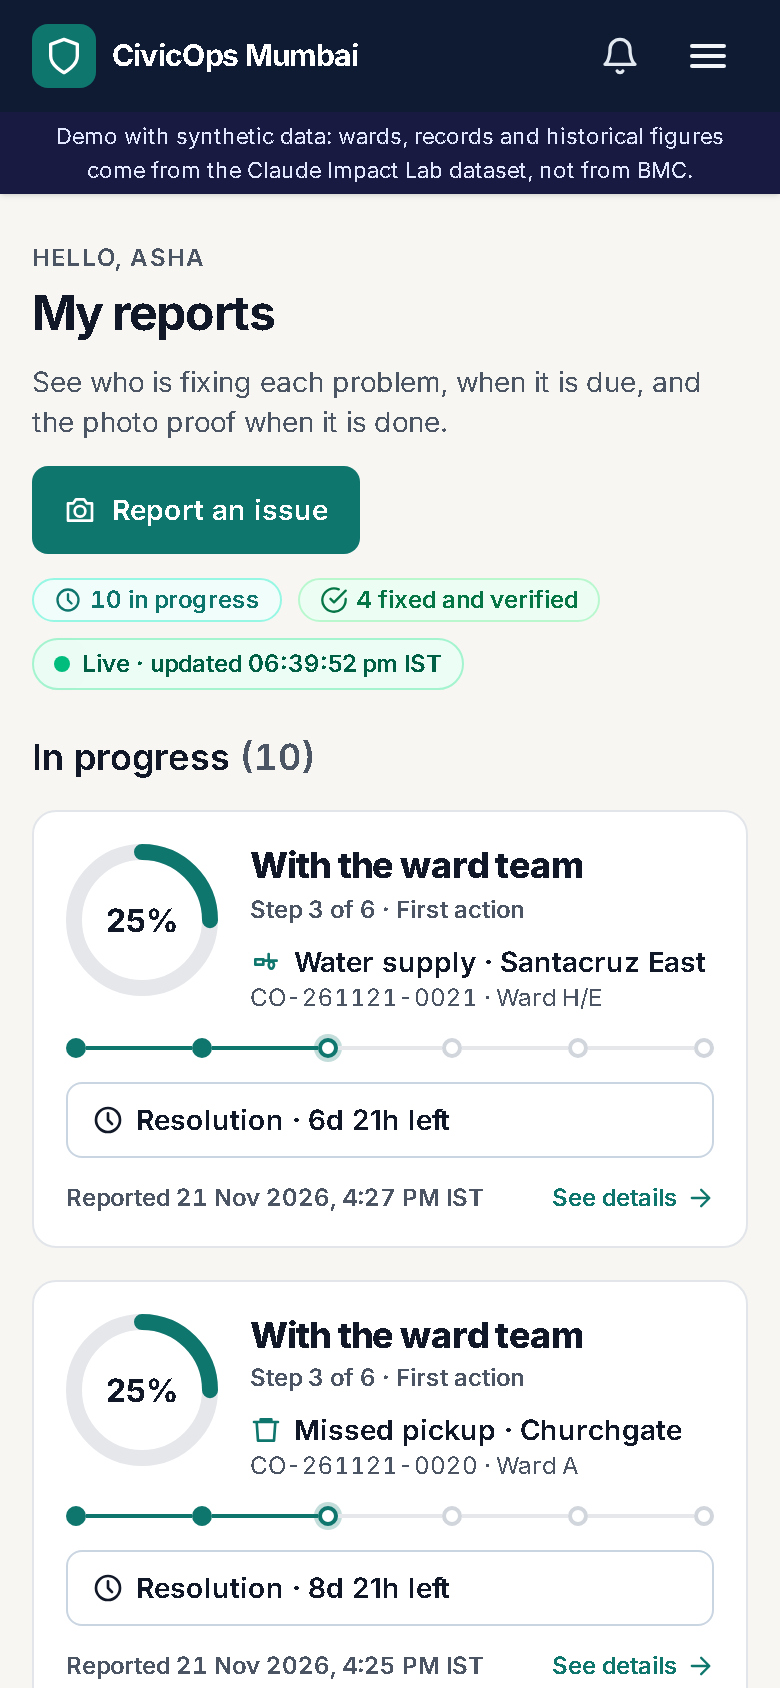 CivicOps Mumbai
Demo with synthetic data: wards, records and historical figures
come from the Claude Impact Lab dataset, not from BMC.
HELLO, ASHA
My reports
See who is fixing each problem, when it is due, and
the photo proof when it is done.
Report an issue
10 in progress
4 fixed and verified
Live · updated 06:39:52 pm IST
In progress (10)
25%
With the ward team
Step 3 of 6 · First action
Water supply · Santacruz East
CO-261121-0021 · Ward H/E
Resolution · 6d 21h left
Reported 21 Nov 2026, 4:27 PM IST
See details →
25%
With the ward team
Step 3 of 6 · First action
Missed pickup · Churchgate
CO-261121-0020 · Ward A
Resolution · 8d 21h left
Reported 21 Nov 2026, 4:25 PM IST
See details →